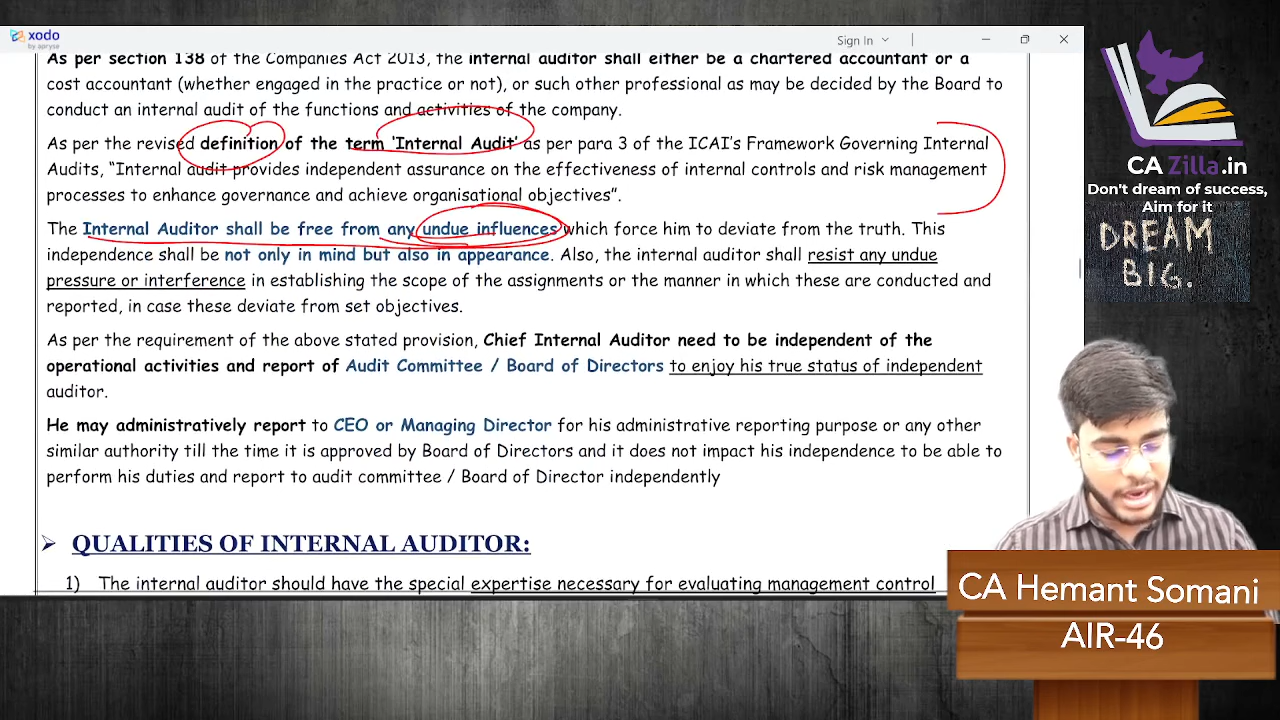 xodo
by apryse
Sign In
As per section 138 of the Companies Act 2013, the internal auditor shall either be a chartered accountant or a
cost accountant (whether engaged in the practice or not), or such other professional as may be decided by the Board to
conduct an internal audit of the functions and activities of the company.
As per the revised definition of the term 'Internal Audit' as per para 3 of the ICAI's Framework Governing Internal
Audits, "Internal audit provides independent assurance on the effectiveness of internal controls and risk management
processes to enhance governance and achieve organisational objectives".
The Internal Auditor shall be free from any undue influences which force him to deviate from the truth. This
independence shall be not only in mind but also in appearance. Also, the internal auditor shall resist any undue
pressure or interference in establishing the scope of the assignments or the manner in which these are conducted and
reported, in case these deviate from set objectives.
As per the requirement of the above stated provision, Chief Internal Auditor need to be independent of the
operational activities and report of Audit Committee / Board of Directors to enjoy his true status of independent
auditor.
He may administratively report to CEO or Managing Director for his administrative reporting purpose or any other
similar authority till the time it is approved by Board of Directors and it does not impact his independence to be able to
perform his duties and report to audit committee / Board of Director independently
➢ QUALITIES OF INTERNAL AUDITOR:
1) The internal auditor should have the special expertise necessary for evaluating management control
CA Zilla.in
Don't dream of success,
Aim for it
DREAM
BIG.
CA Hemant Somani
AIR-46